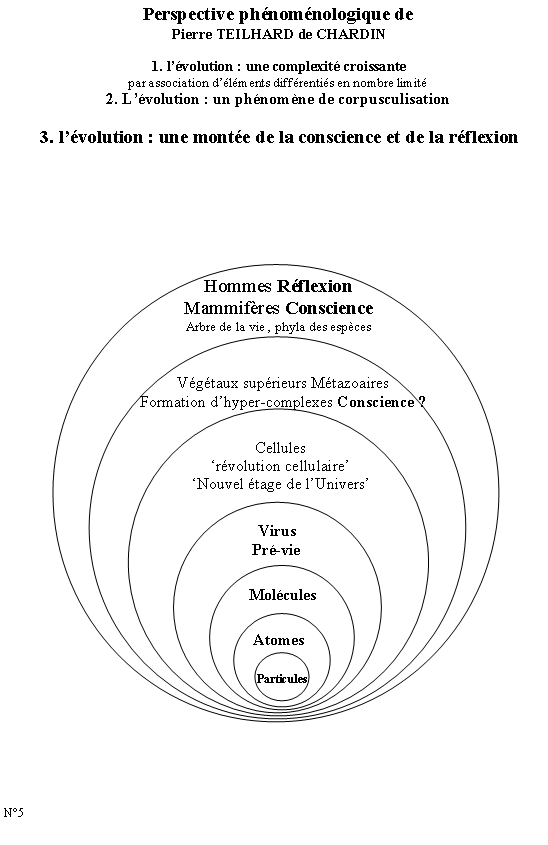 Perspective phénoménologique de
Pierre TEILHARD de CHARDIN
1. l’évolution : une complexité croissante
par association d’éléments différentiés en nombre limité
2. L ’évolution : un phénomène de corpusculisation
3. l’évolution : une montée de la conscience et de la réflexion
Hommes Réflexion
Mammifères Conscience
Arbre de la vie , phyla des espèces
Végétaux supérieurs Métazoaires
Formation d’hyper-complexes Conscience ?
Cellules
‘révolution cellulaire’
‘Nouvel étage de l’Univers’
Virus
Pré-vie
Molécules
Atomes
Particules
N°5